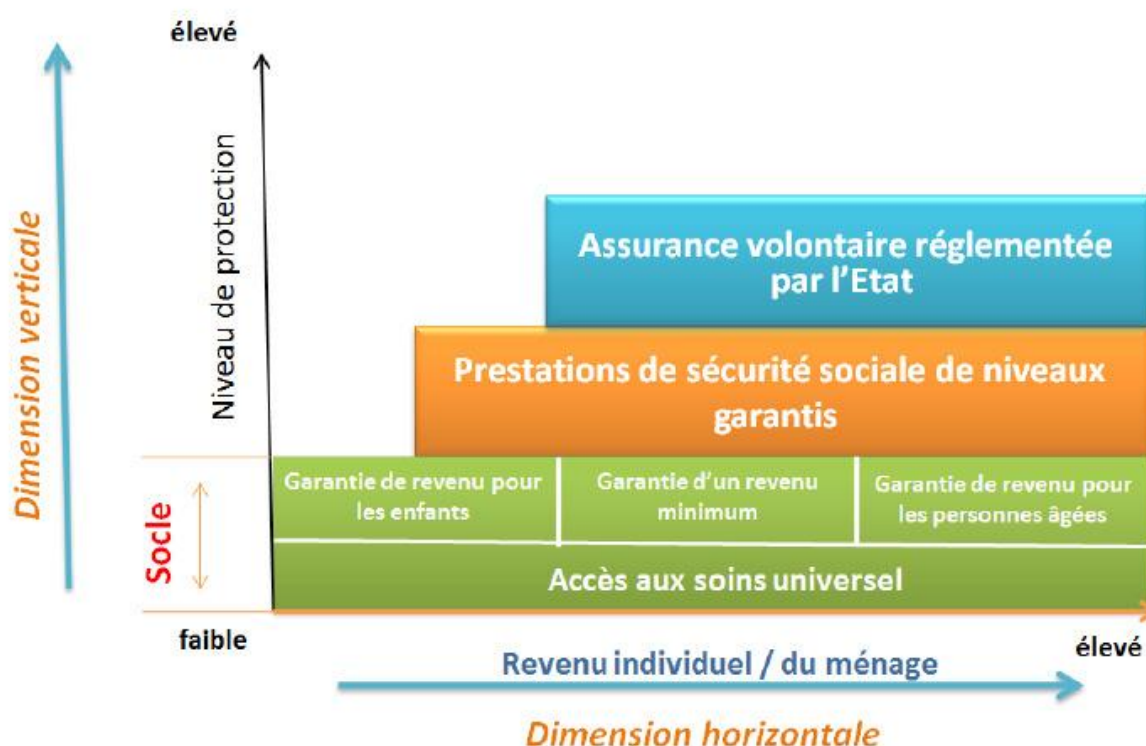 élevé
Dimension verticale
Niveau de protection
Assurance volontaire réglementée
par l'Etat
Prestations de sécurité sociale de niveaux
garantis
Socle
Garantie de revenu pour
les enfants
Garantie d'un revenu
minimum
Garantie de revenu pour
les personnes âgées
Accès aux soins universel
faible
élevé
Revenu individuel / du ménage
Dimension horizontale